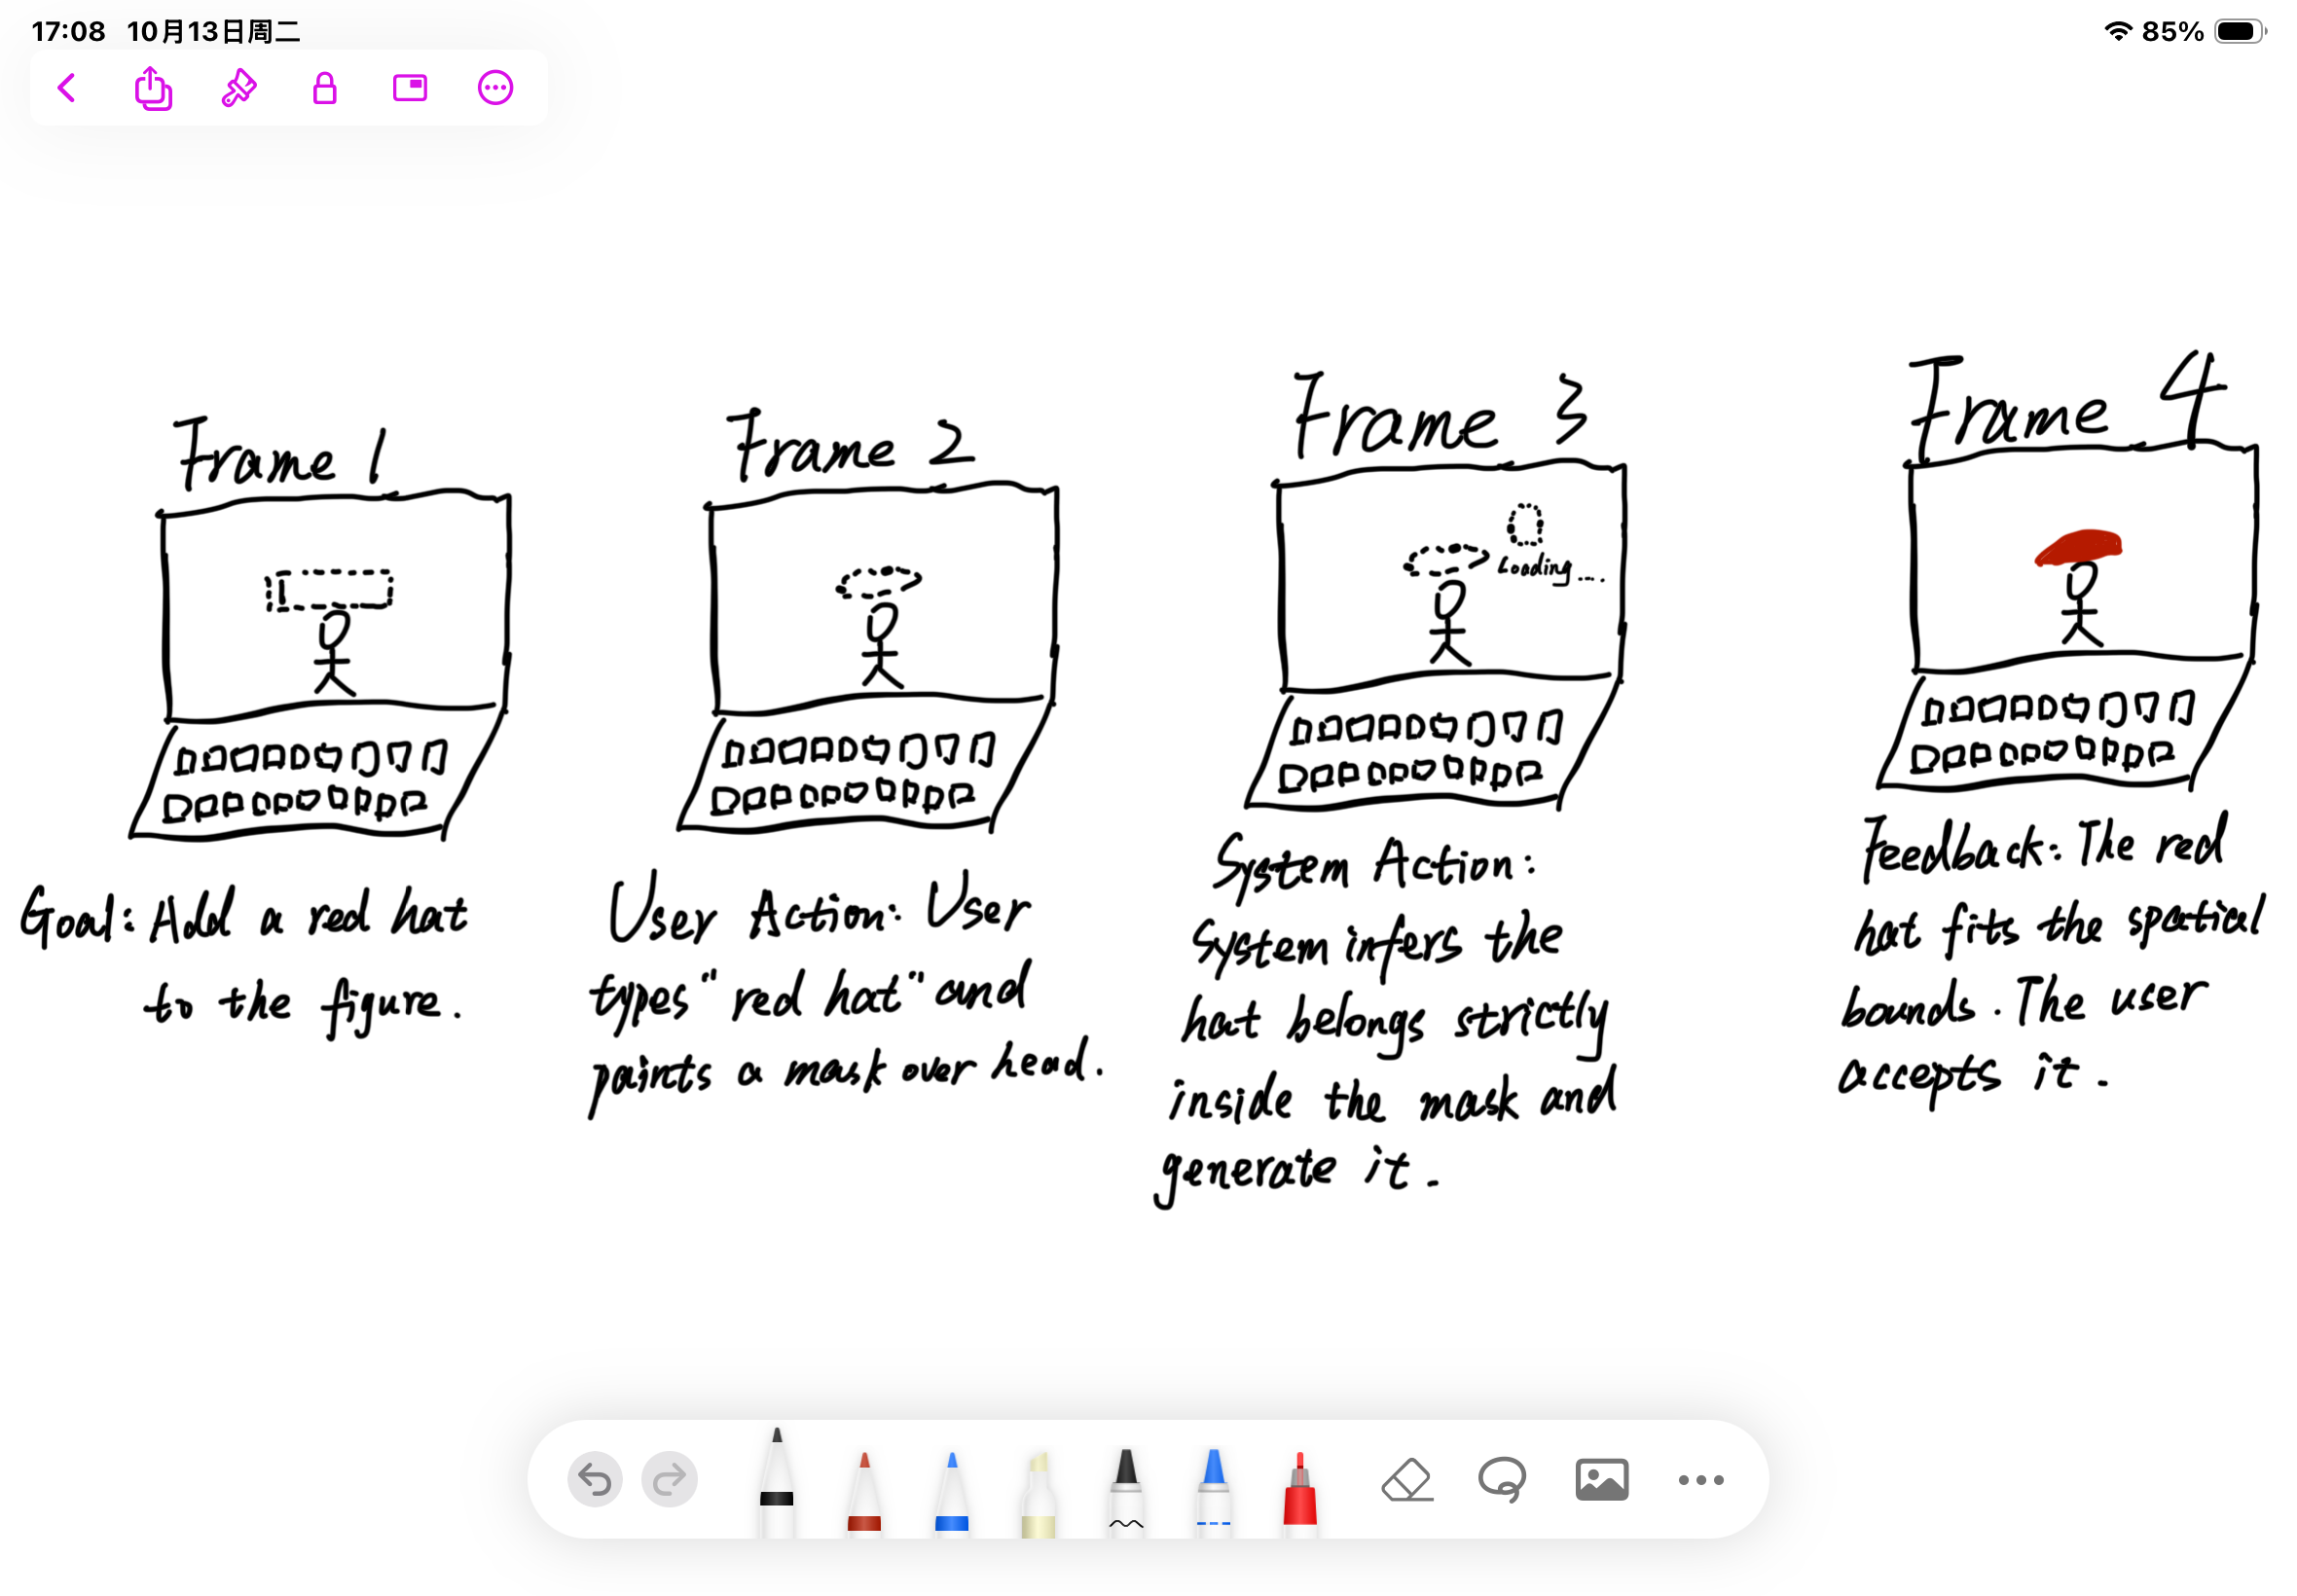 17:08 10月13日周二
85%
Frame 1
Goal: Add a red hat
to the figure.
Frame 2
User Action: User
types "red hat" and
paints a mask over head.
Frame 3
Loading....
System Action:
System infers the
hat belongs strictly
inside the mask and
generate it.
Frame 4
Feedback: The red
hat fits the spatical
bounds. The user
accepts it.